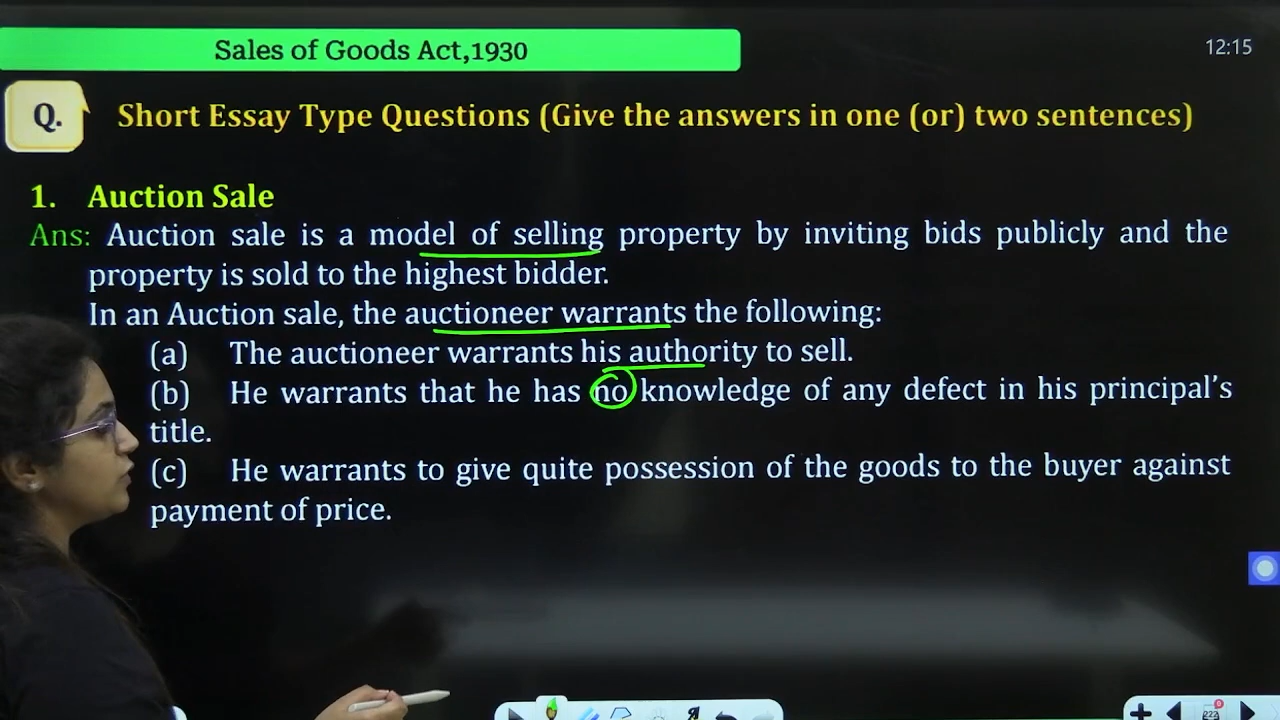 Sales of Goods Act,1930
12:15
Q.
Short Essay Type Questions (Give the answers in one (or) two sentences)
1. Auction Sale
Ans: Auction sale is a model of selling property by inviting bids publicly and the
property is sold to the highest bidder.
In an Auction sale, the auctioneer warrants the following:
(a) The auctioneer warrants his authority to sell.
(b) He warrants that he has no knowledge of any defect in his principal's
title.
(c) He warrants to give quite possession of the goods to the buyer against
payment of price.
222